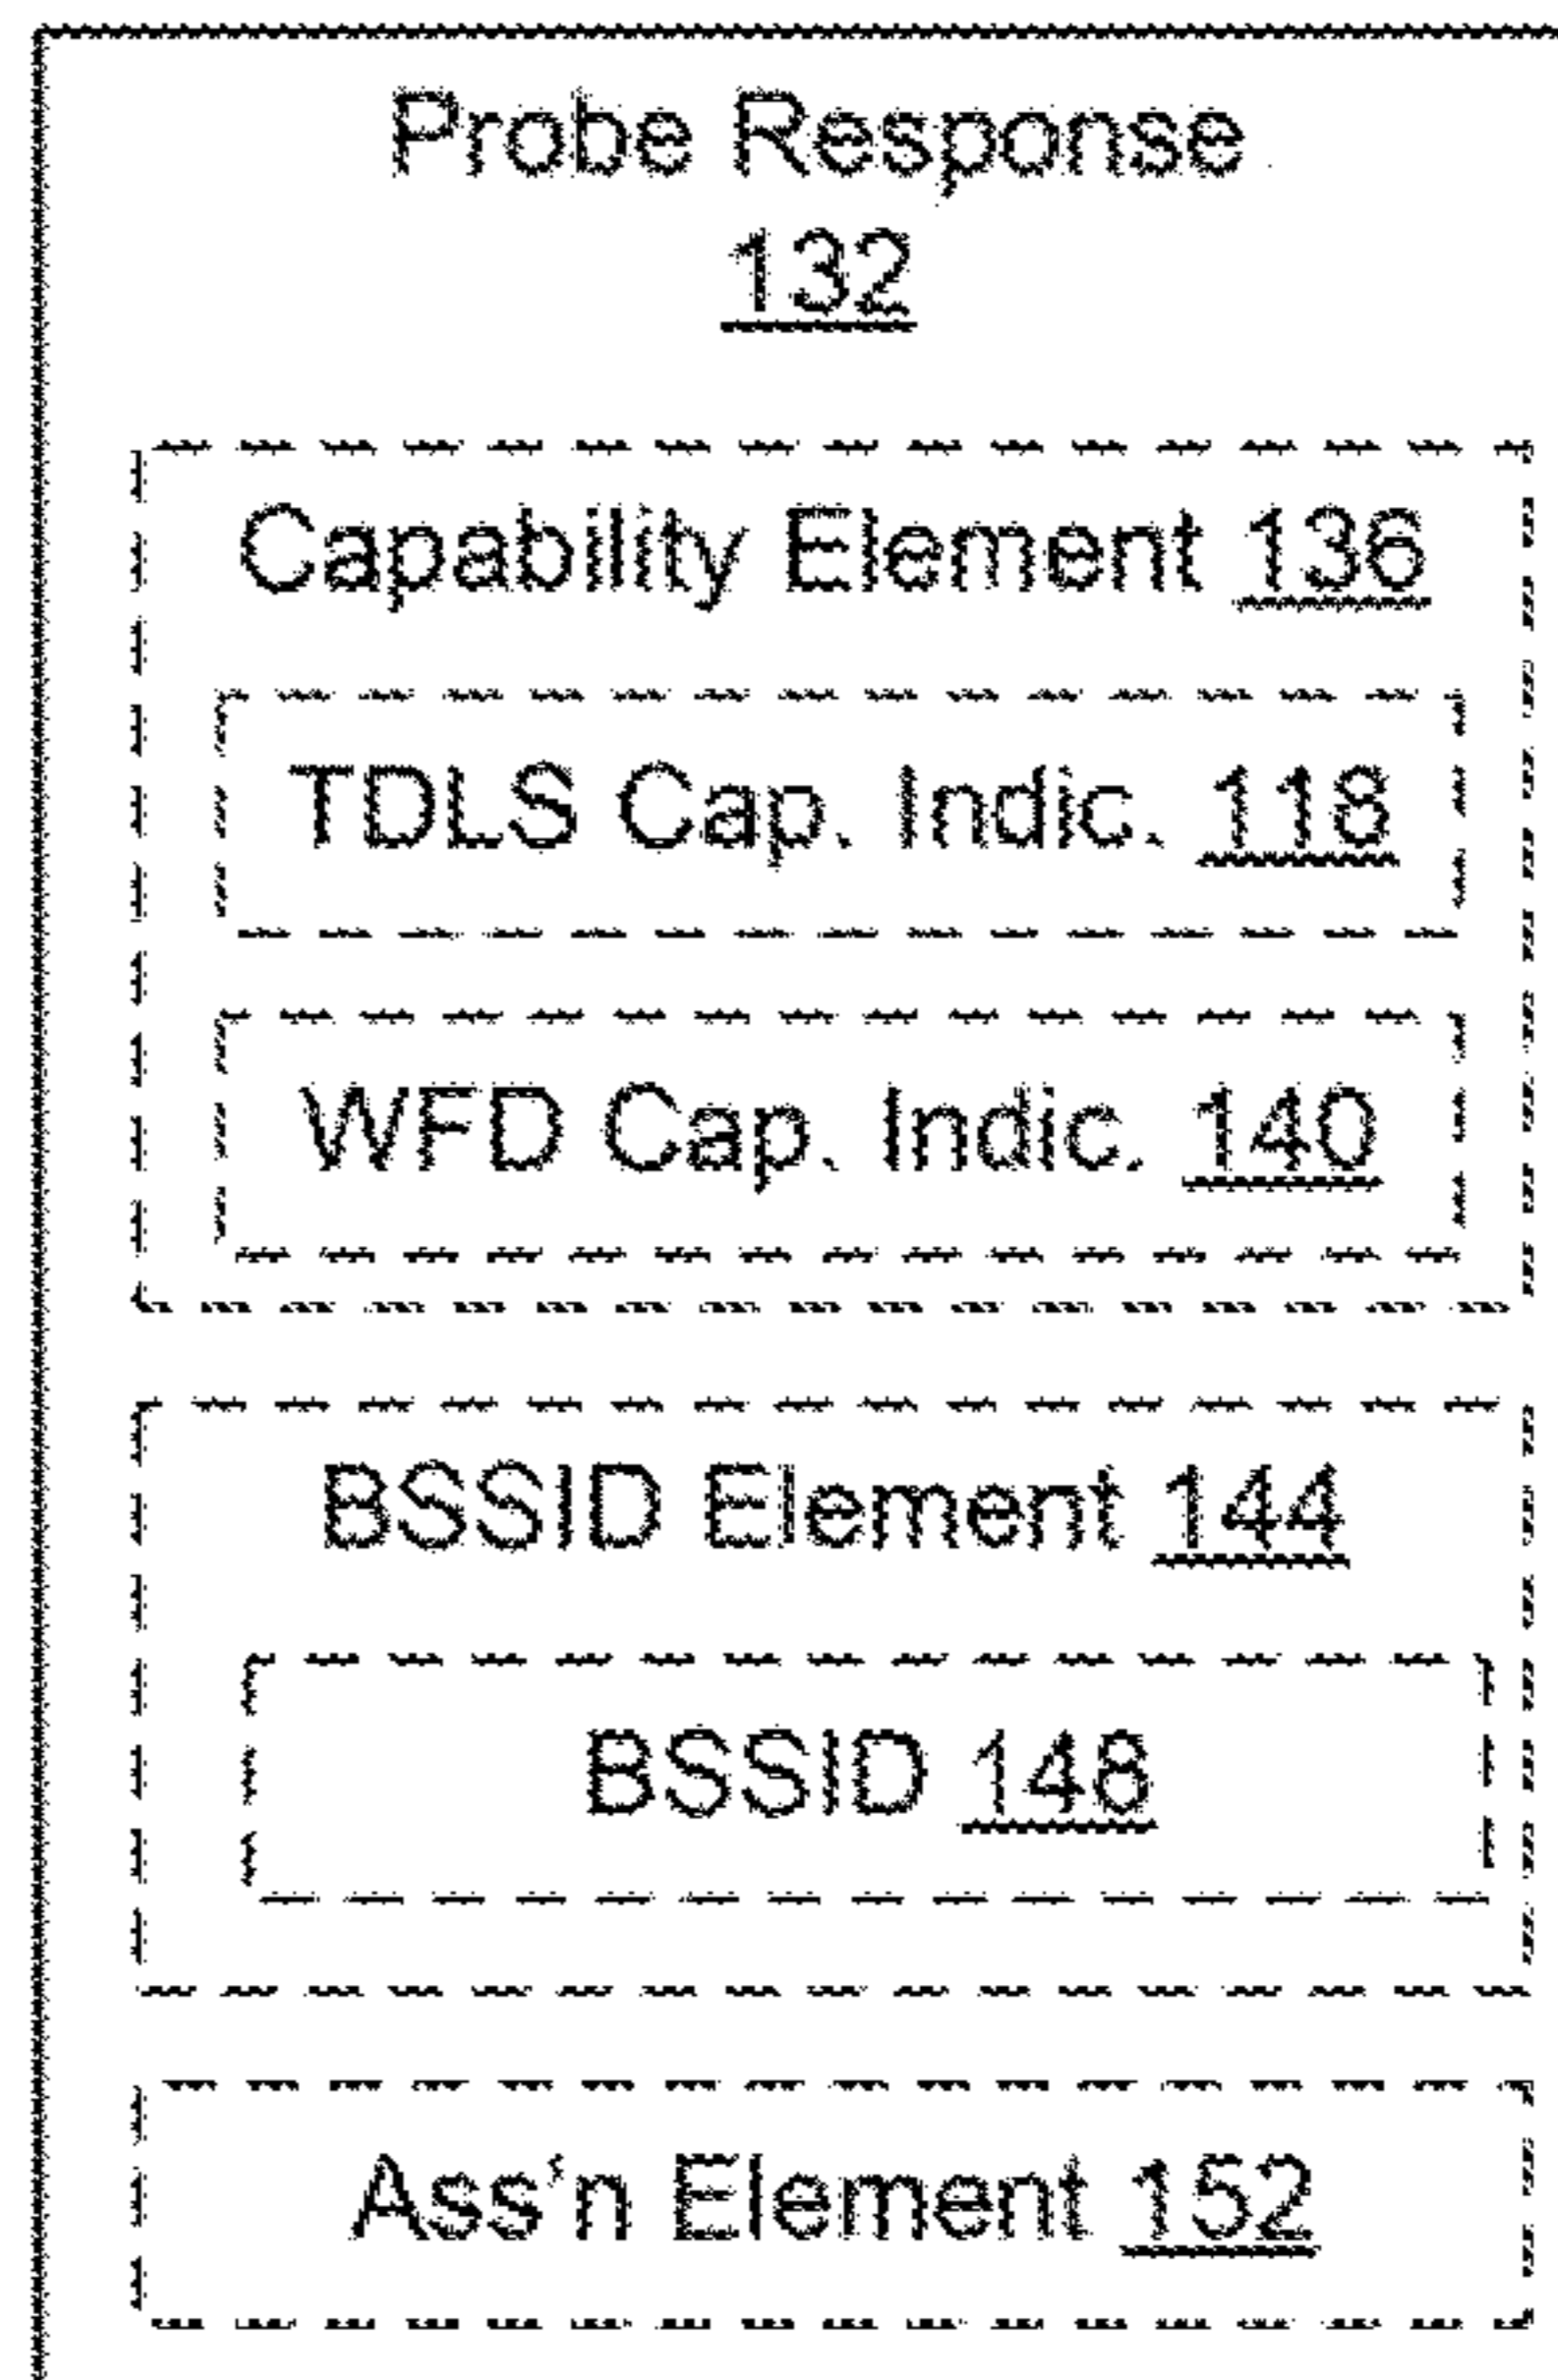 Probe Response
132
Capability Element 136
TDLS Cap. Indic. 118
WFD Cap. Indic. 140
BSSID Element 144
BSSID 148
Ass'n Element 152